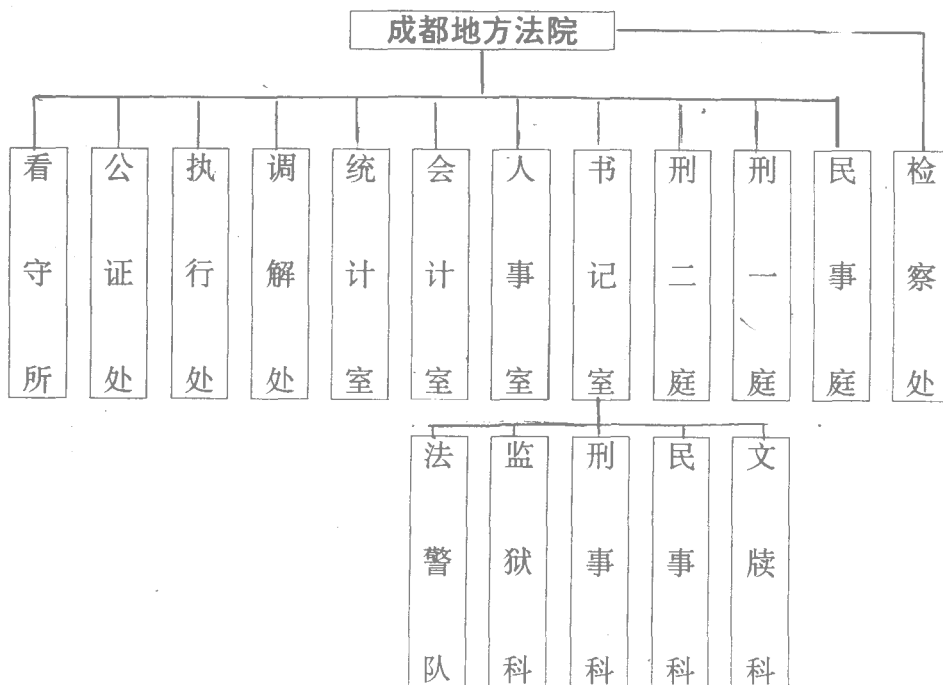 成都地方法院
看守所
公证处
执行处
调解处
统计室
会计室
人事室
书记室
刑二庭
刑一庭
民事庭
检察处
法警队
监狱科
刑事科
民事科
文牍科